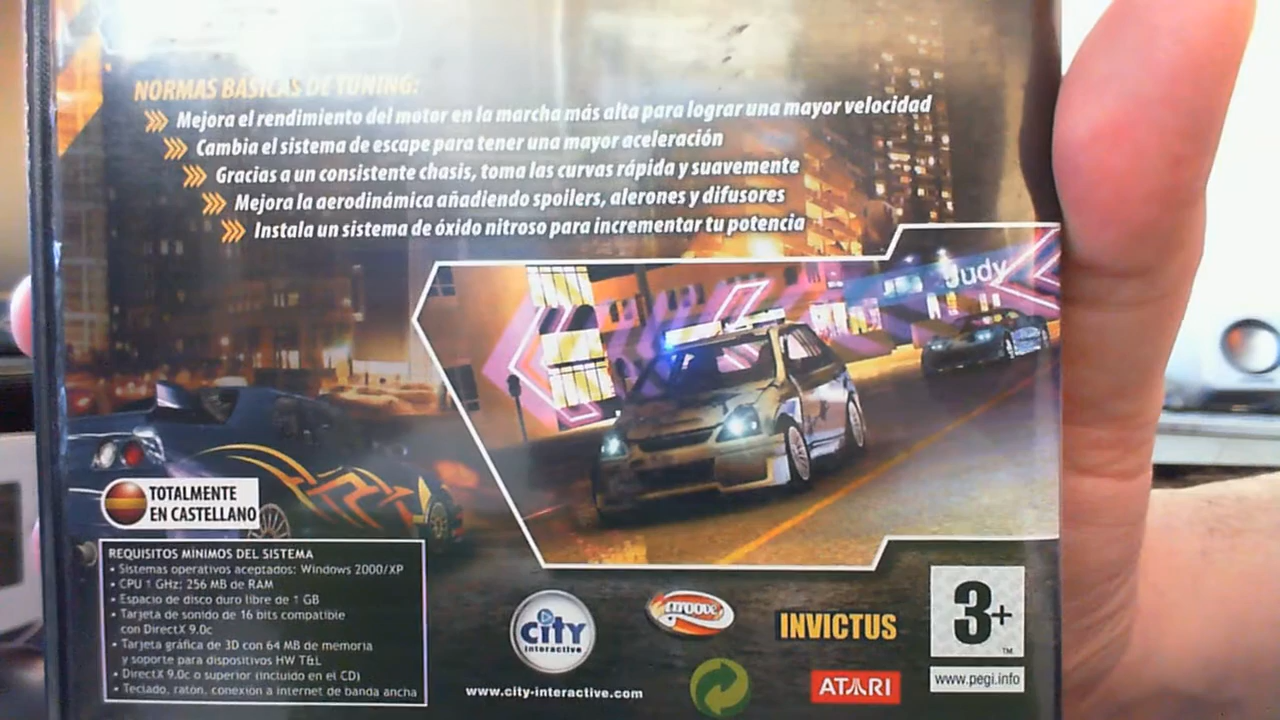 NORMAS BÁSICAS DE TUNING:
Mejora el rendimiento del motor en la marcha más alta para lograr una mayor velocidad
Cambia el sistema de escape para tener una mayor aceleración
Gracias a un consistente chasis, toma las curvas rápida y suavemente
Mejora la aerodinámica añadiendo spoilers, alerones y difusores
Instala un sistema de óxido nitroso para incrementar tu potencia
Judy
TOTALMENTE
EN CASTELLANO
REQUISITOS MÍNIMOS DEL SISTEMA
• Sistemas operativos aceptados: Windows 2000/XP
• CPU 1 GHz; 256 MB de RAM
• Espacio de disco duro libre de 1 GB
• Tarjeta de sonido de 16 bits compatible
con DirectX 9.0c
• Tarjeta gráfica de 3D con 64 MB de memoria
y soporte para dispositivos HW T&L
• DirectX 9.0c o superior (incluido en el CD)
• Teclado, ratón, conexión a internet de banda ancha
city
interactive
groove
INVICTUS
3+
TM
www.city-interactive.com
ATARI
www.pegi.info